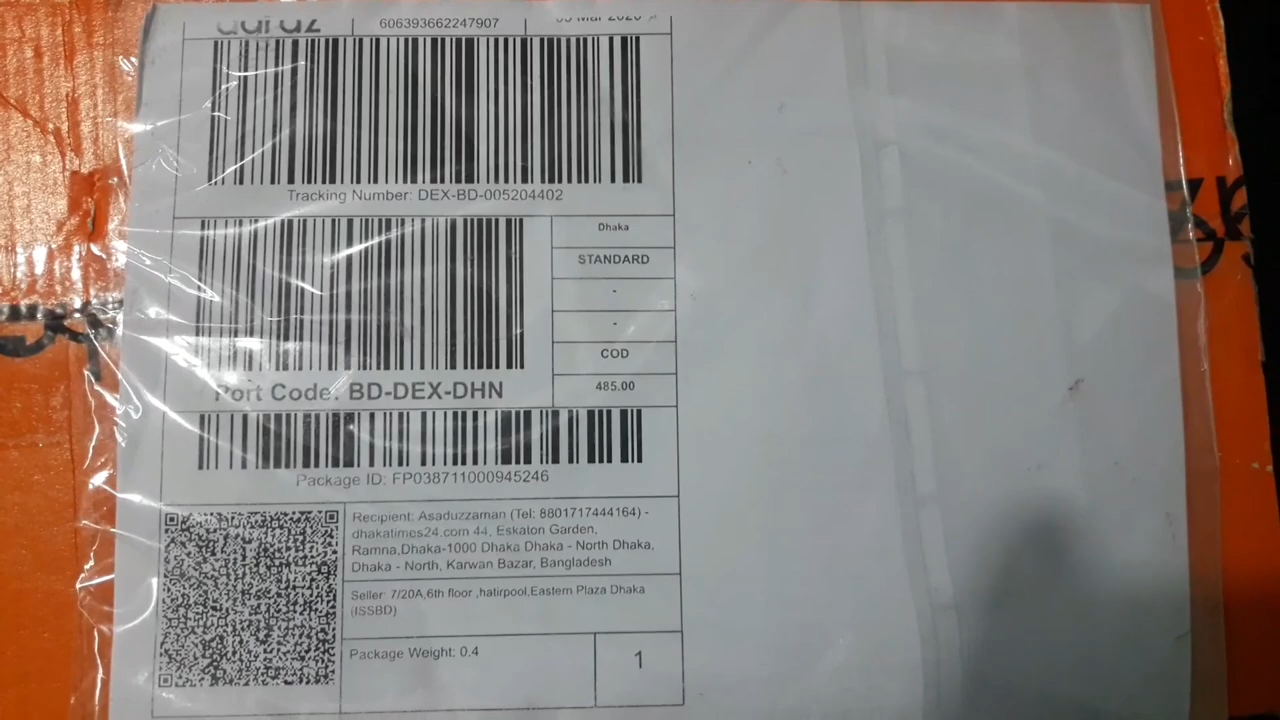 daraz
606393662247907
Tracking Number: DEX-BD-005204402
Dhaka
STANDARD
-
-
COD
485.00
Port Code: BD-DEX-DHN
Package ID: FP038711000945246
Recipient: Asaduzzaman (Tel: 8801717444164) -
dhakatimes24.com 44, Eskaton Garden,
Ramna,Dhaka-1000 Dhaka Dhaka - North Dhaka,
Dhaka - North, Karwan Bazar, Bangladesh
Seller: 7/20A,6th floor ,hatirpool,Eastern Plaza Dhaka
(ISSBD)
Package Weight: 0.4
1